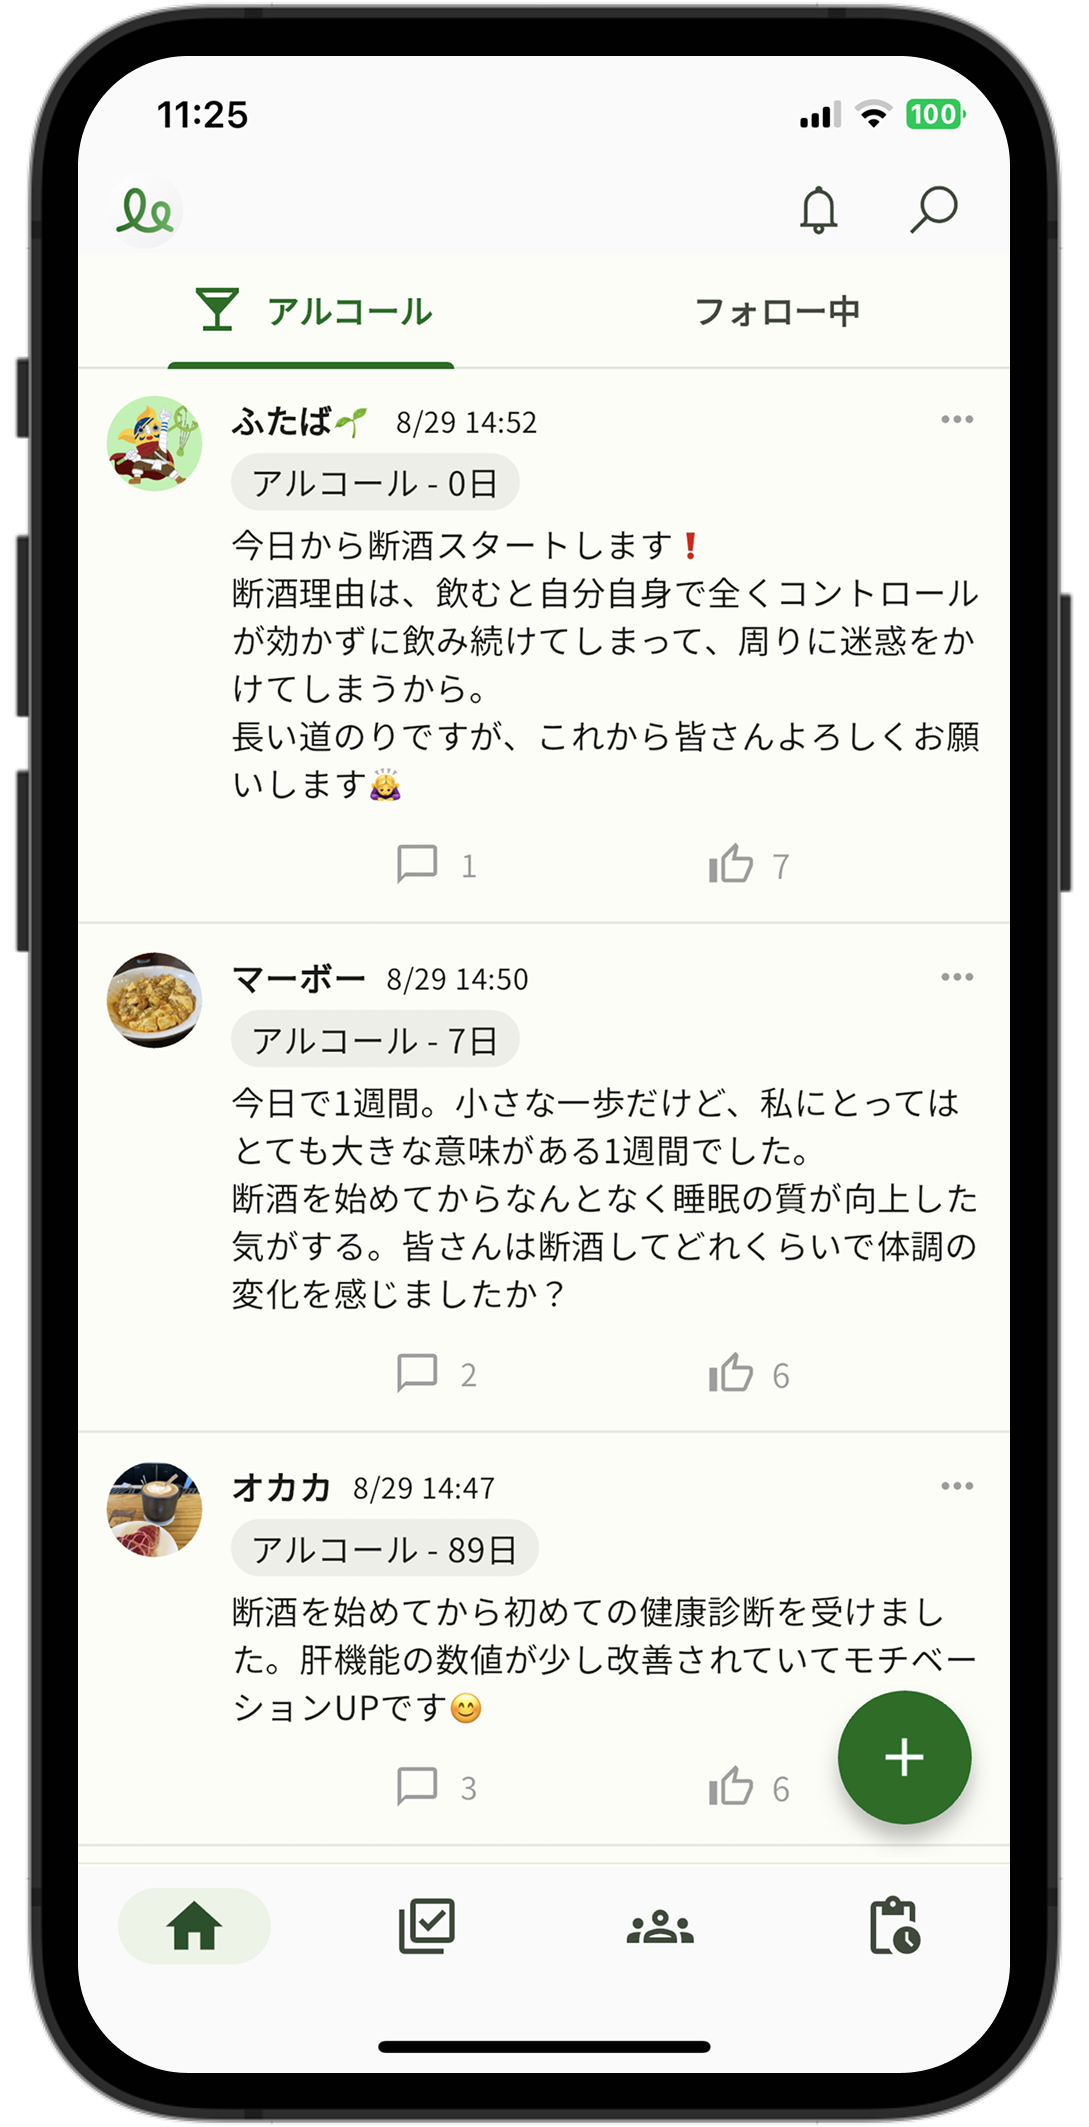 11:25
100
le
アルコール
フォロー中
ふたば🌱 8/29 14:52
アルコール - 0日
今日から断酒スタートします❗
断酒理由は、飲むと自分自身で全くコントロール
が効かずに飲み続けてしまって、周りに迷惑をか
けてしまうから。
長い道のりですが、これから皆さんよろしくお願
いします🙇‍♀️
1
7
マーボー 8/29 14:50
アルコール - 7日
今日で1週間。小さな一歩だけど、私にとっては
とても大きな意味がある1週間でした。
断酒を始めてからなんとなく睡眠の質が向上した
気がする。皆さんは断酒してどれくらいで体調の
変化を感じましたか？
2
6
オカカ 8/29 14:47
アルコール - 89日
断酒を始めてから初めての健康診断を受けまし
た。肝機能の数値が少し改善されていてモチベー
ションUPです😊
3
6